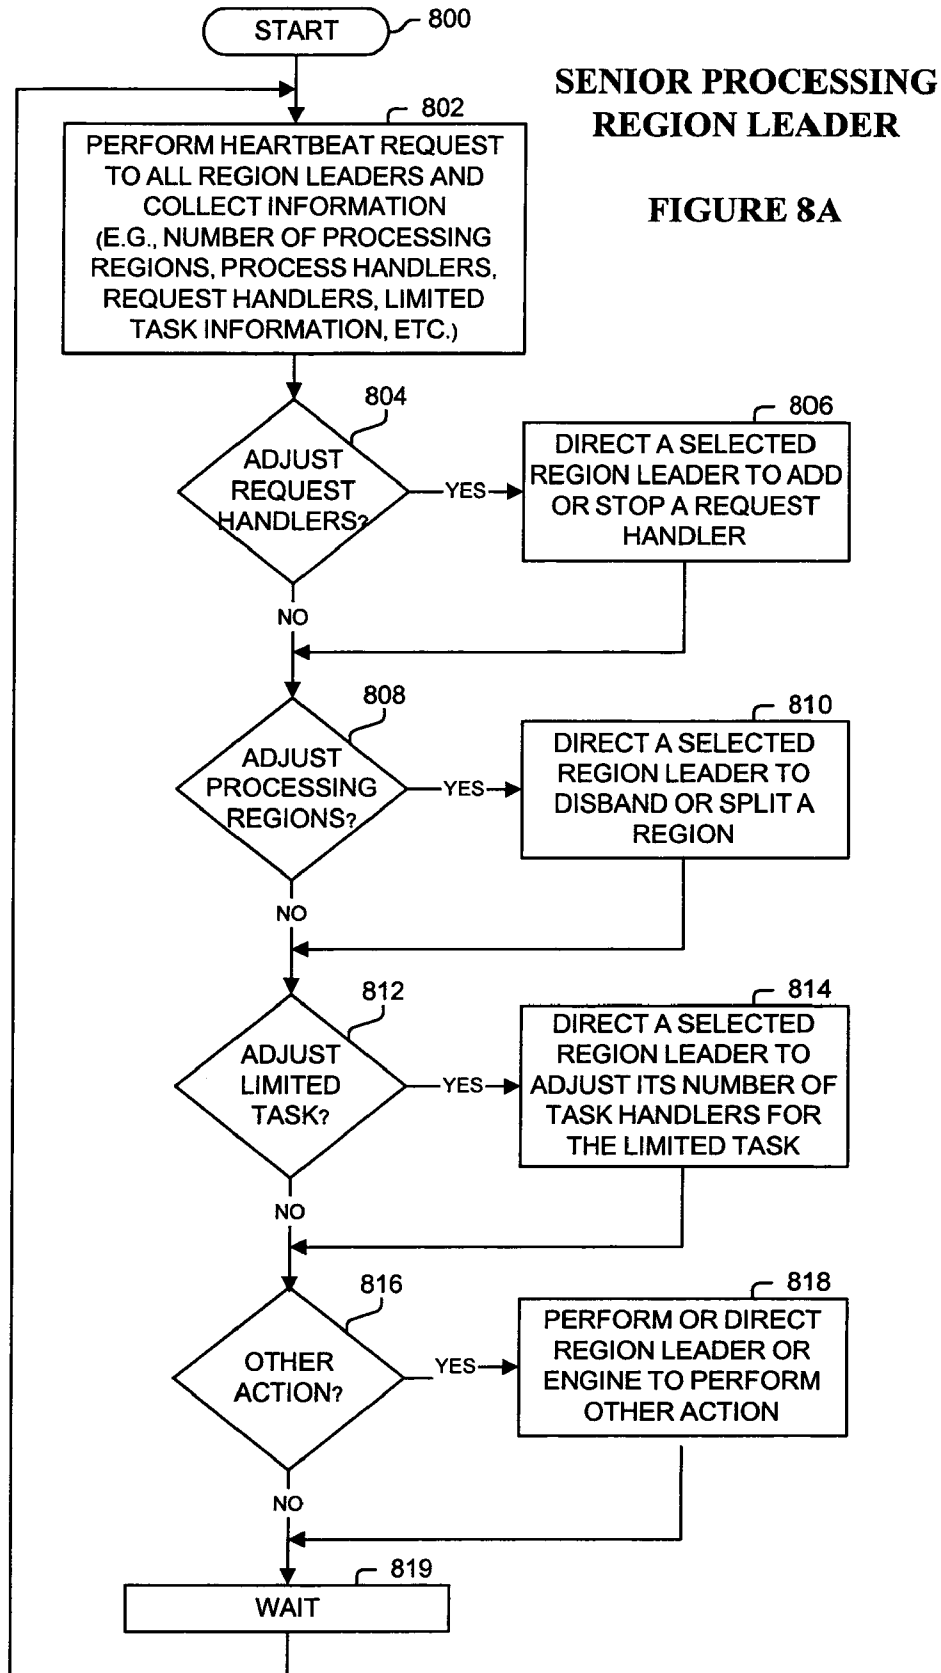 START
800
SENIOR PROCESSING
REGION LEADER
FIGURE 8A
802
PERFORM HEARTBEAT REQUEST
TO ALL REGION LEADERS AND
COLLECT INFORMATION
(E.G., NUMBER OF PROCESSING
REGIONS, PROCESS HANDLERS,
REQUEST HANDLERS, LIMITED
TASK INFORMATION, ETC.)
804
ADJUST
REQUEST
HANDLERS?
YES
806
DIRECT A SELECTED
REGION LEADER TO ADD
OR STOP A REQUEST
HANDLER
NO
808
ADJUST
PROCESSING
REGIONS?
YES
810
DIRECT A SELECTED
REGION LEADER TO
DISBAND OR SPLIT A
REGION
NO
812
ADJUST
LIMITED
TASK?
YES
814
DIRECT A SELECTED
REGION LEADER TO
ADJUST ITS NUMBER OF
TASK HANDLERS FOR
THE LIMITED TASK
NO
816
OTHER
ACTION?
YES
818
PERFORM OR DIRECT
REGION LEADER OR
ENGINE TO PERFORM
OTHER ACTION
NO
819
WAIT